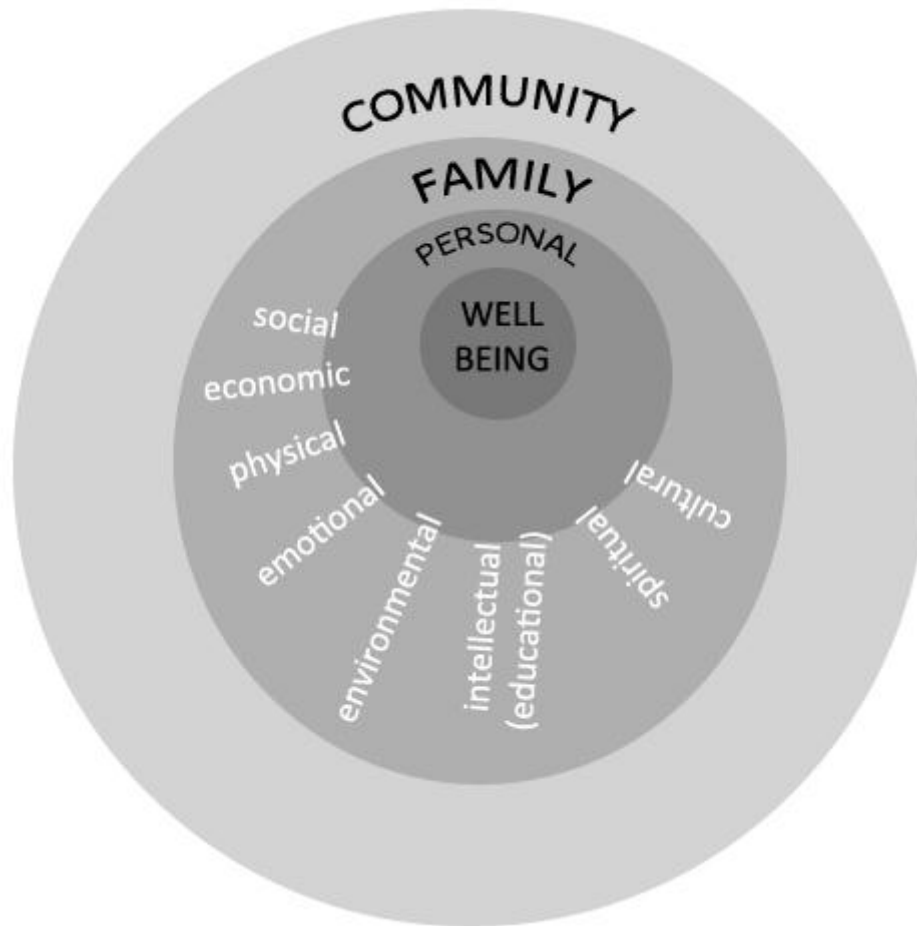 COMMUNITY
FAMILY
PERSONAL
WELL
BEING
social
economic
physical
emotional
environmental
intellectual
(educational)
spiritual
cultural